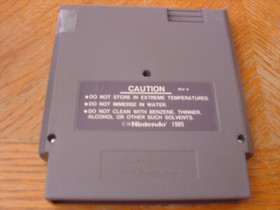 CAUTION REV-A
• DO NOT STORE IN EXTREME TEMPERATURES.
• DO NOT IMMERSE IN WATER.
• DO NOT CLEAN WITH BENZENE, THINNER,
ALCOHOL OR OTHER SUCH SOLVENTS.
©Nintendo 1985